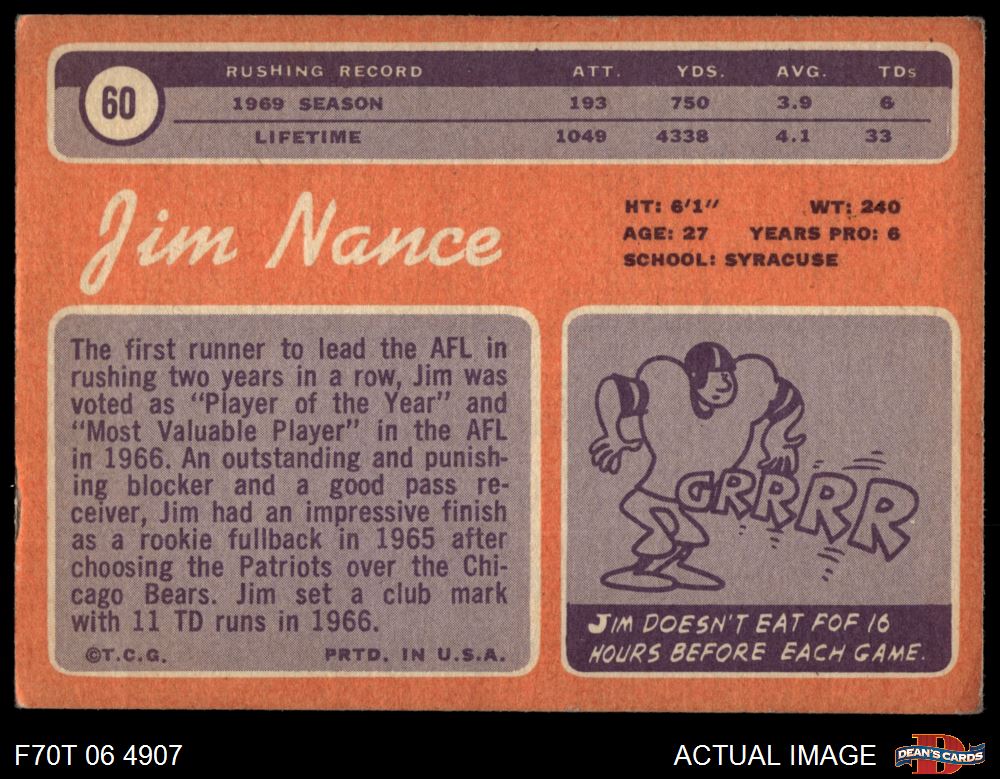 60
RUSHING RECORD ATT. YDS. AVG. TDs
1969 SEASON 193 750 3.9 6
LIFETIME 1049 4338 4.1 33
Jim Nance
HT: 6'1" WT: 240
AGE: 27 YEARS PRO: 6
SCHOOL: SYRACUSE
The first runner to lead the AFL in
rushing two years in a row, Jim was
voted as "Player of the Year" and
"Most Valuable Player" in the AFL
in 1966. An outstanding and punish-
ing blocker and a good pass re-
ceiver, Jim had an impressive finish
as a rookie fullback in 1965 after
choosing the Patriots over the Chi-
cago Bears. Jim set a club mark
with 11 TD runs in 1966.
©T.C.G. PRTD. IN U.S.A.
GRRRR
JIM DOESN'T EAT FOF 16
HOURS BEFORE EACH GAME.
F70T 06 4907
ACTUAL IMAGE
D
DEAN'S CARDS